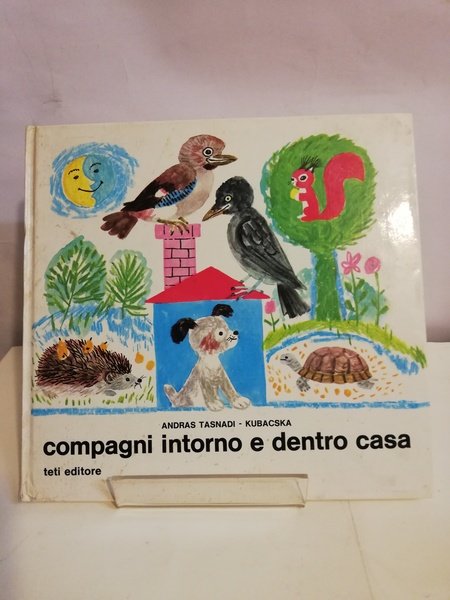 ANDRAS TASNADI - KUBACSKA
compagni intorno e dentro casa
teti editore